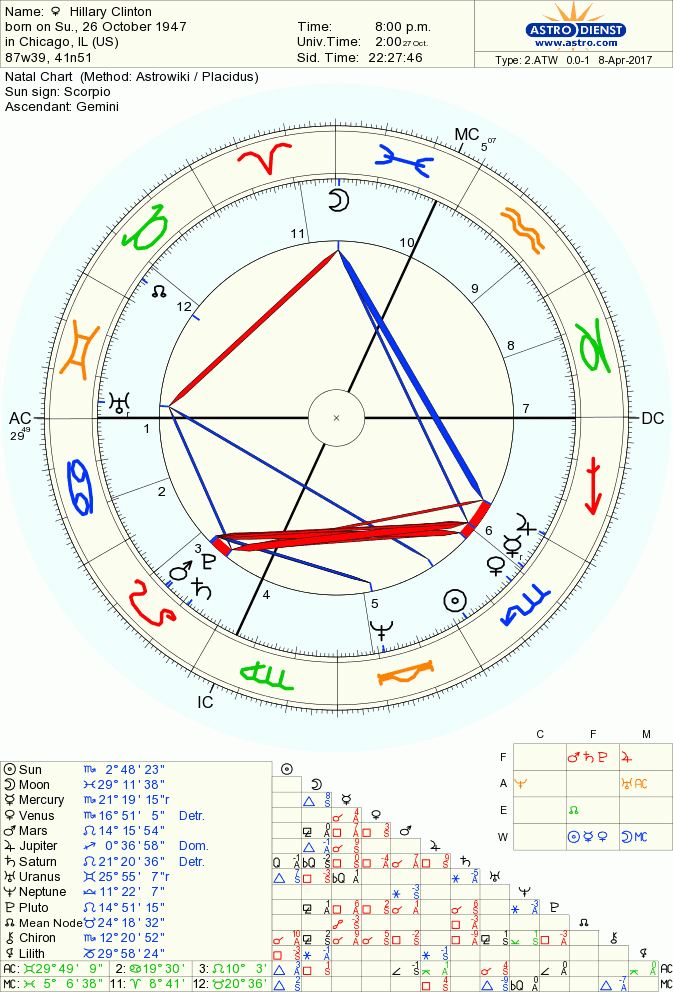 Name: ♀ Hillary Clinton
born on Su., 26 October 1947
in Chicago, IL (US)
87w39, 41n51
Time: 8:00 p.m.
Univ.Time: 2:00 27 Oct.
Sid. Time: 22:27:46
ASTRO DIENST
www.astro.com
Type: 2.ATW 0.0-1 8-Apr-2017
Natal Chart (Method: Astrowiki / Placidus)
Sun sign: Scorpio
Ascendant: Gemini
MC 5 07
11
10
12
9
8
AC
29 49
1
7
DC
2
6
3
4
5
IC
C F M
F ♂ ♄ ♇ ♃
A ♆ ♅ AC
E ☊
W ☉ ☿ ♀ ☽ MC
☉ Sun ♏ 2°48'23"
☽ Moon ♓ 29°11'38"
☿ Mercury ♏ 21°19'15"r
♀ Venus ♏ 16°51' 5" Detr.
♂ Mars ♌ 14°15'54"
♃ Jupiter ♐ 0°36'58" Dom.
♄ Saturn ♌ 21°20'36" Detr.
♅ Uranus ♊ 25°55' 7"r
♆ Neptune ♎ 11°22' 7"
♇ Pluto ♌ 14°51'15"
☊ Mean Node ♉ 24°18'32"
⚷ Chiron ♏ 12°20'52"
⚸ Lilith ♑ 29°58'24"
AC: ♊ 29°49' 9" 2: ♋ 19°30' 3: ♌ 10° 3'
MC: ♓ 5° 6'38" 11: ♈ 8°41' 12: ♉ 20°36'
AC
MC